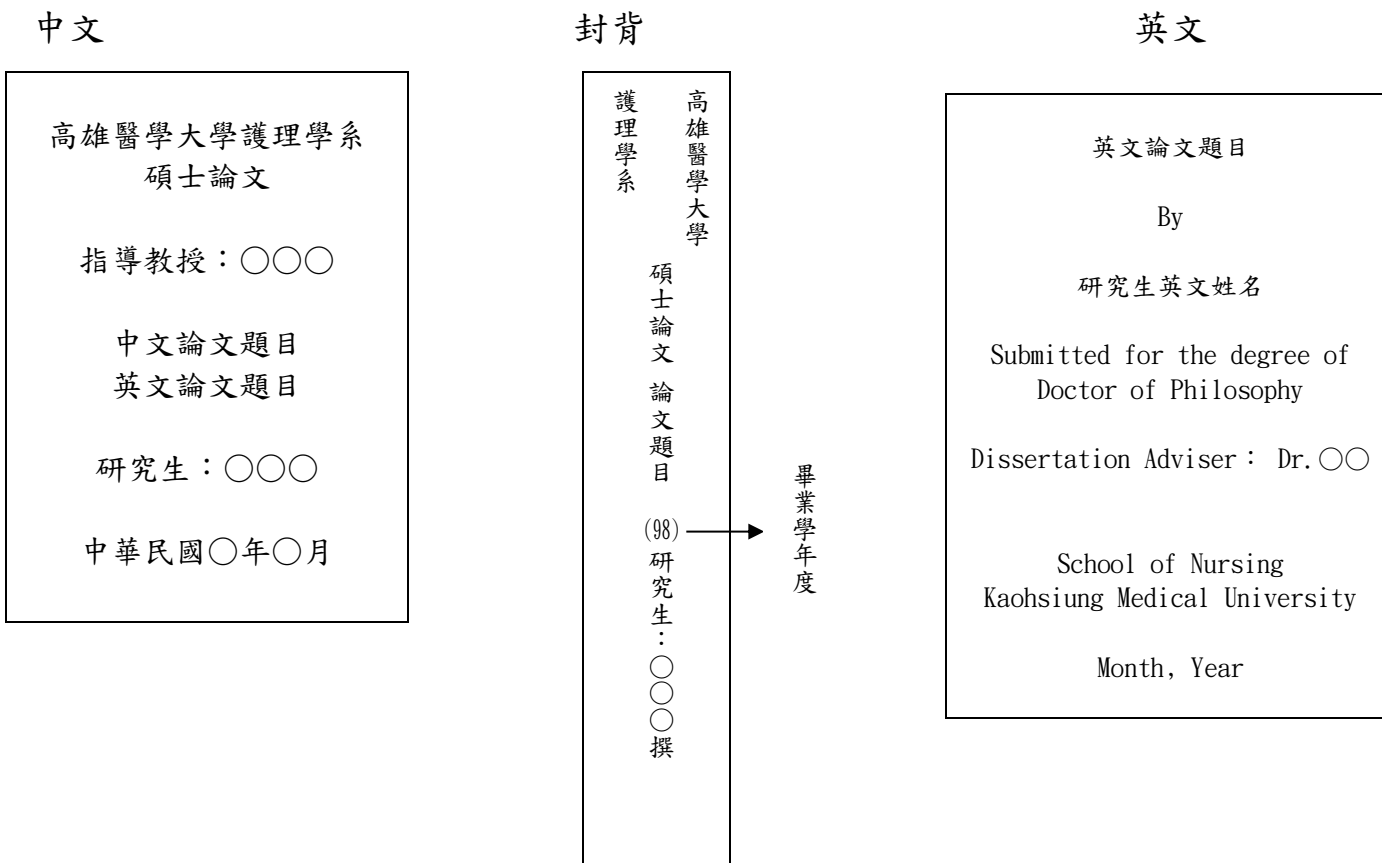 中文
高雄醫學大學護理學系
碩士論文
指導教授：○○○
中文論文題目
英文論文題目
研究生：○○○
中華民國○年○月
封背
高雄醫學大學
護理學系
碩士論文 論文題目 (98) 研究生：○○○撰
畢業學年度
英文
英文論文題目
By
研究生英文姓名
Submitted for the degree of
Doctor of Philosophy
Dissertation Adviser： Dr.○○
School of Nursing
Kaohsiung Medical University
Month, Year